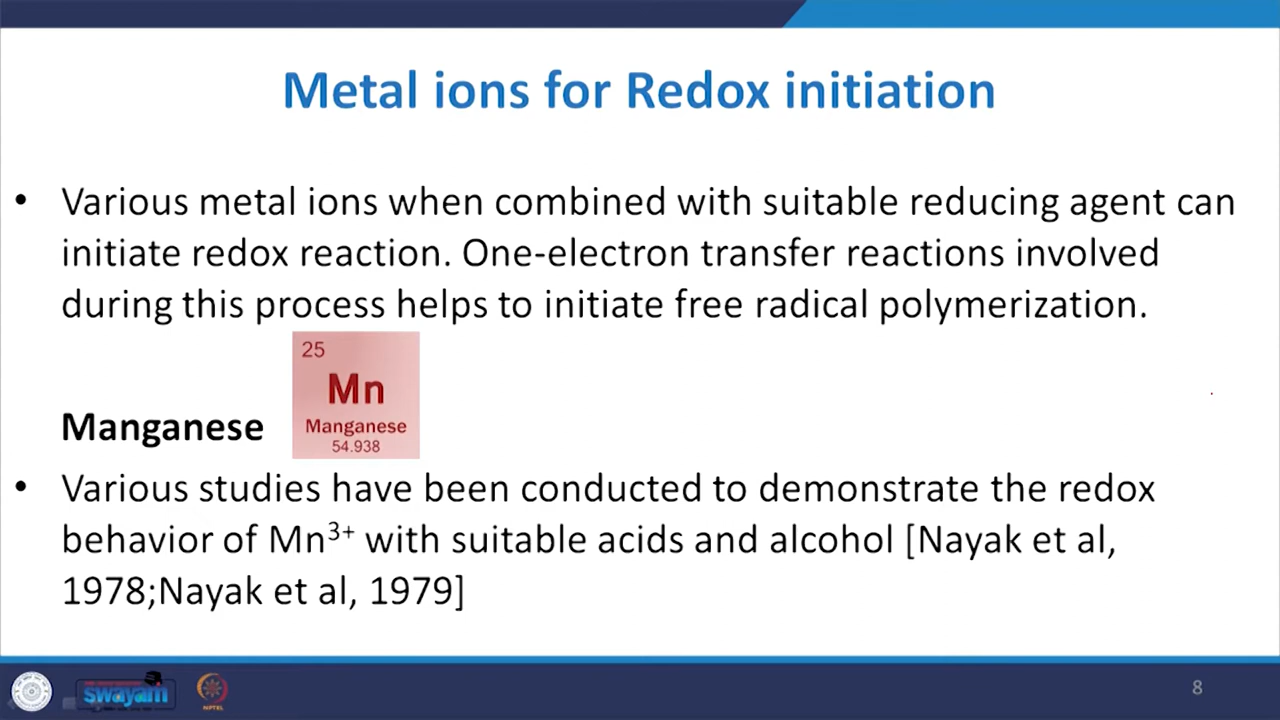 Metal ions for Redox initiation
• Various metal ions when combined with suitable reducing agent can
initiate redox reaction. One-electron transfer reactions involved
during this process helps to initiate free radical polymerization.
25
Mn
Manganese
54.938
Manganese
• Various studies have been conducted to demonstrate the redox
behavior of Mn³⁺ with suitable acids and alcohol [Nayak et al,
1978;Nayak et al, 1979]
swayam
NPTEL
8